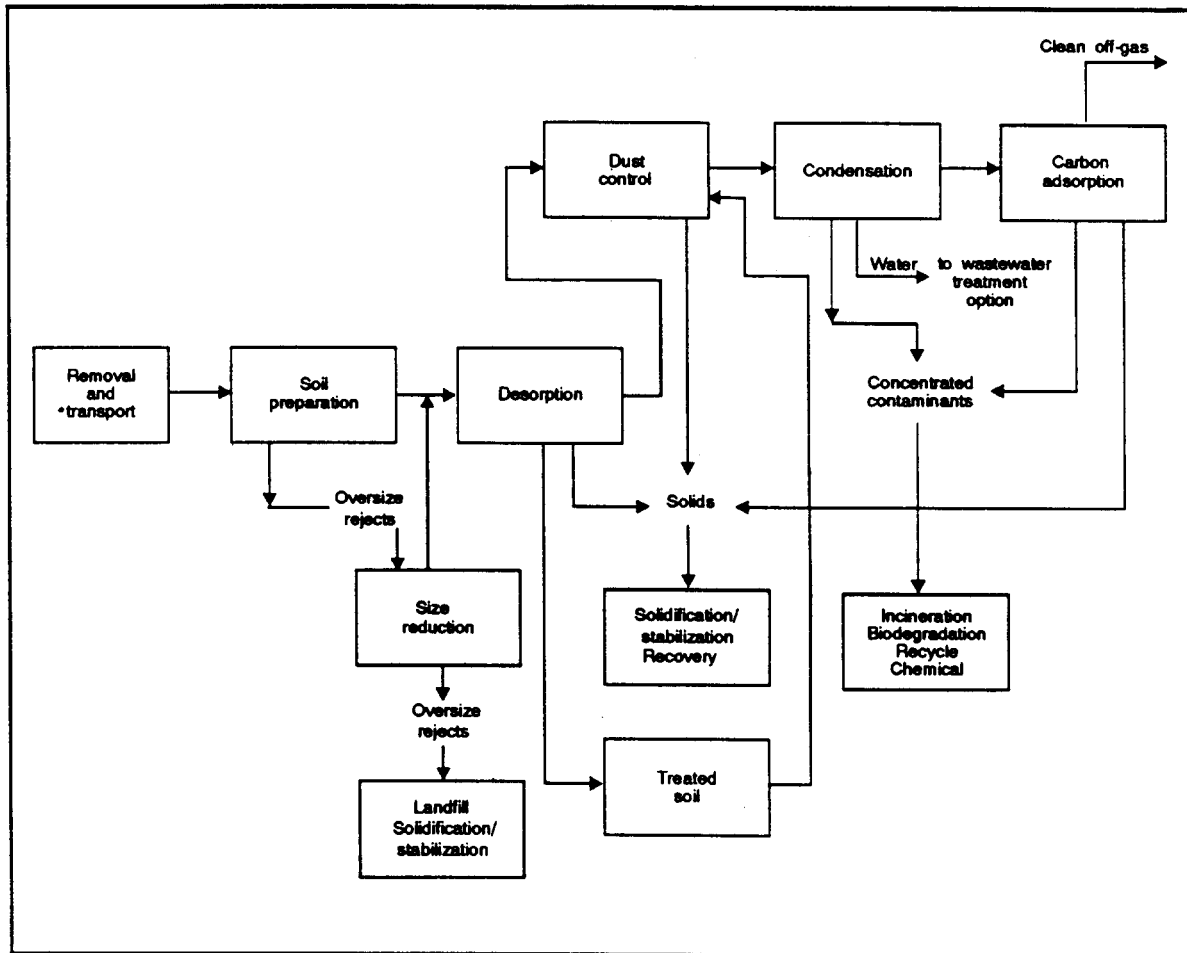 Clean off-gas
Dust
control
Condensation
Carbon
adsorption
Water
to wastewater
treatment
option
Removal
and
transport
Soil
preparation
Desorption
Concentrated
contaminants
Oversize
rejects
Solids
Size
reduction
Solidification/
stabilization
Recovery
Incineration
Biodegradation
Recycle
Chemical
Oversize
rejects
Treated
soil
Landfill
Solidification/
stabilization